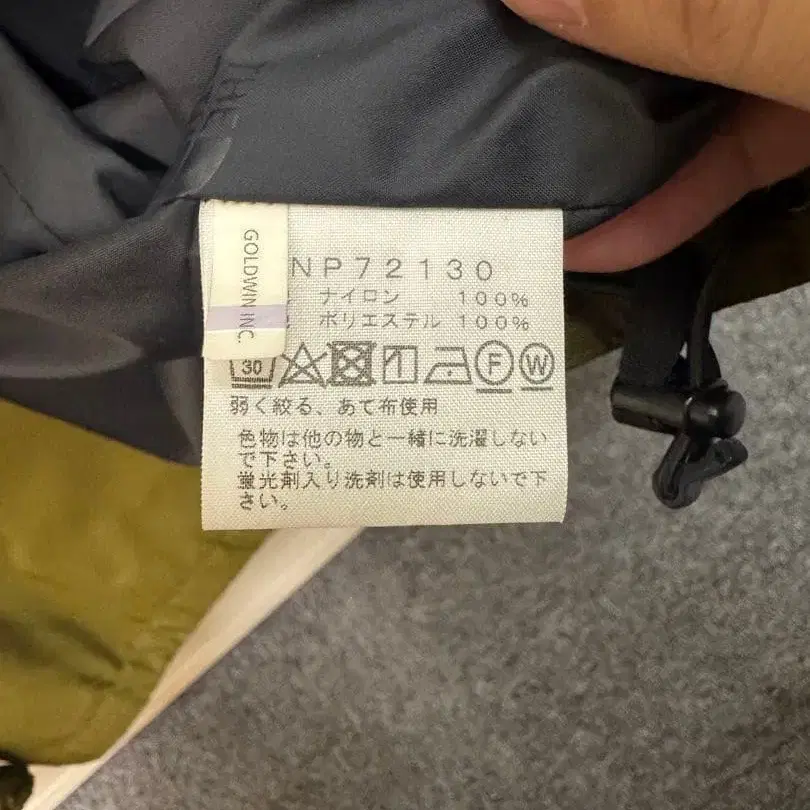 THE
GOLDWIN INC.
NP72130
ナイロン 100%
ポリエステル 100%
30
F
W
弱く絞る、あて布使用
色物は他の物と一緒に洗濯しない
で下さい。
蛍光剤入り洗剤は使用しないで下
さい。